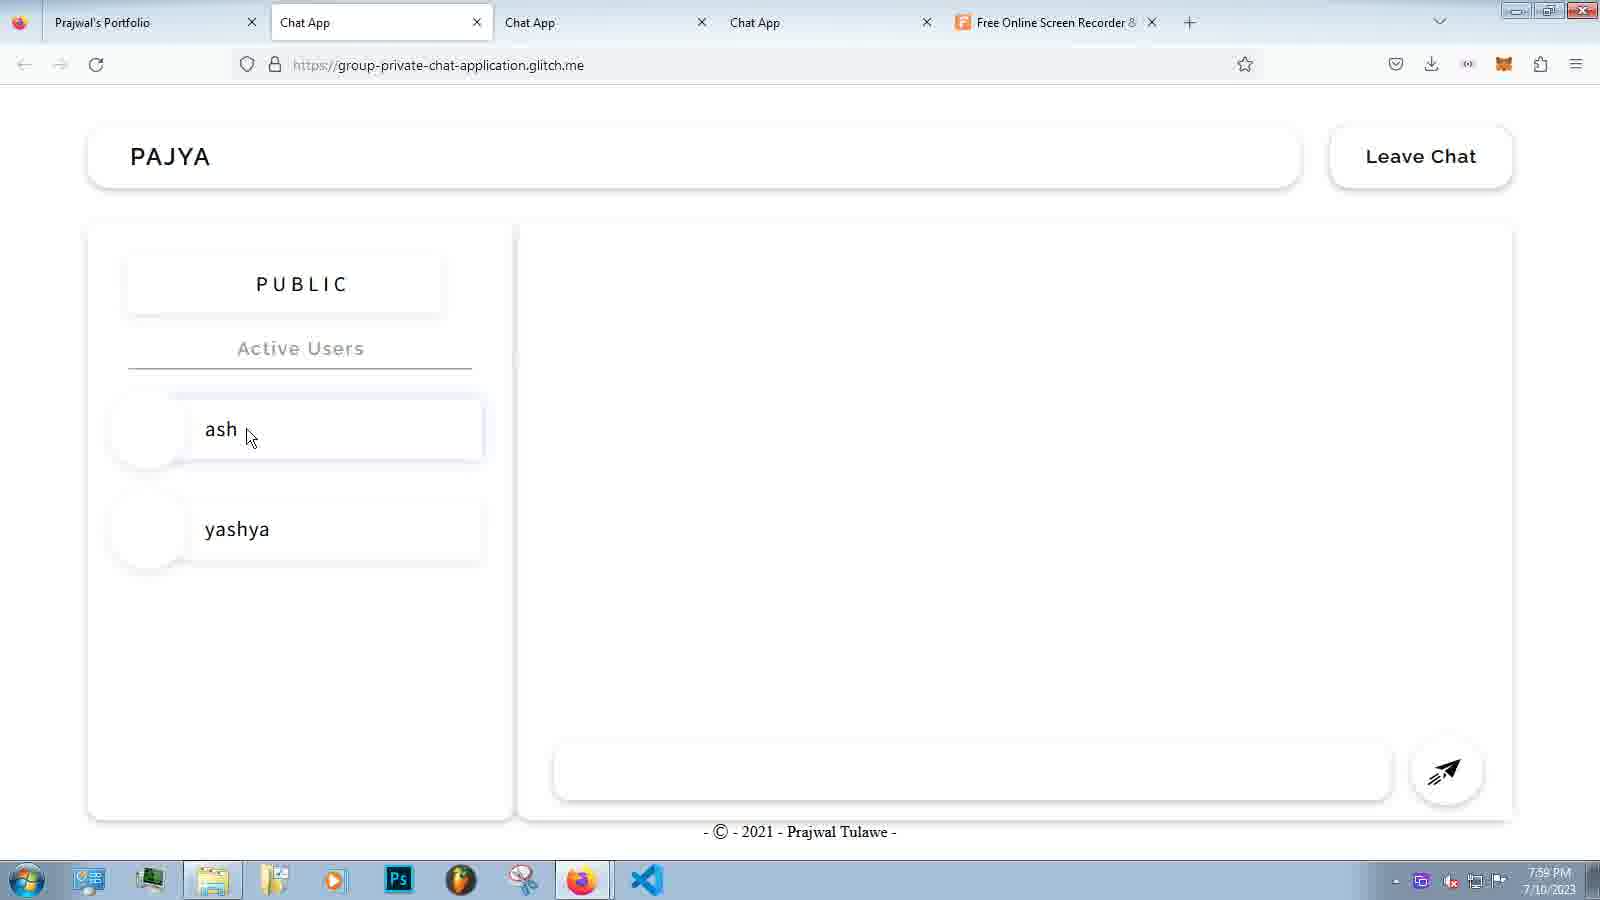 Prajwal's Portfolio
Chat App
Chat App
Chat App
Free Online Screen Recorder &
https://group-private-chat-application.glitch.me
PAJYA
Leave Chat
PUBLIC
Active Users
ash
yashya
- © - 2021 - Prajwal Tulawe -
Ps
7:59 PM
7/10/2023